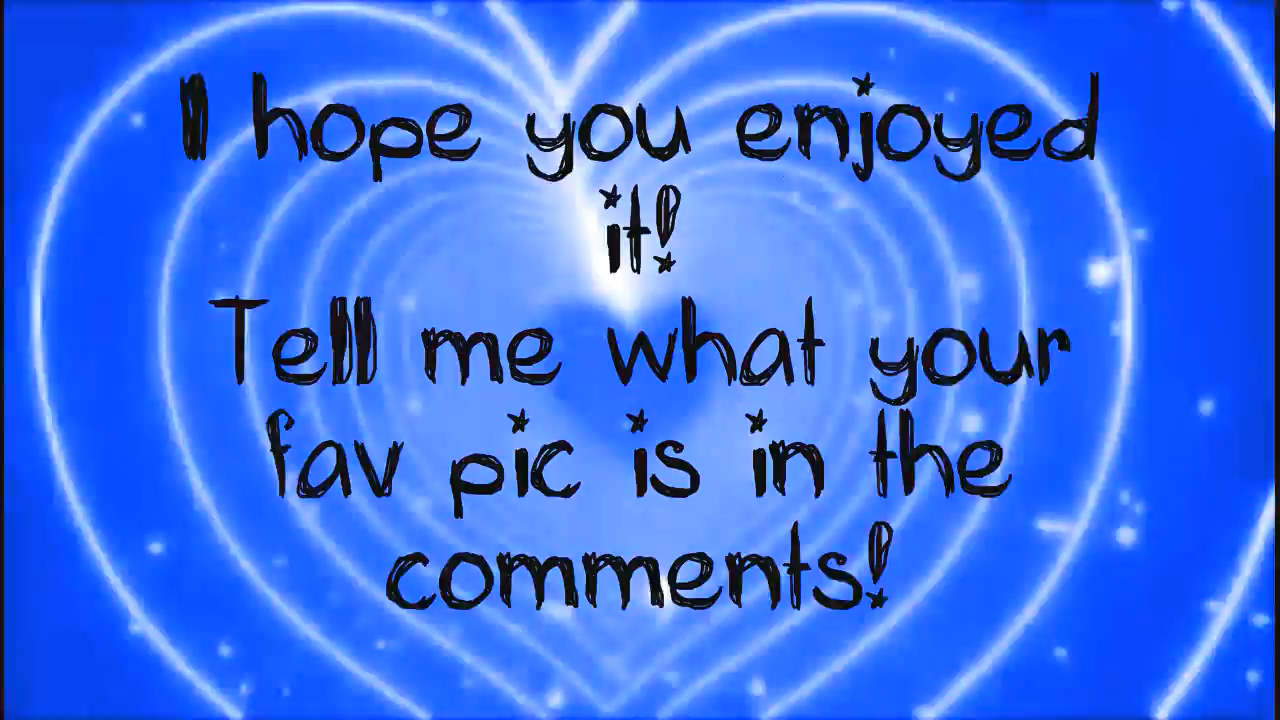 I hope you enjoyed
it!
Tell me what your
fav pic is in the
comments!